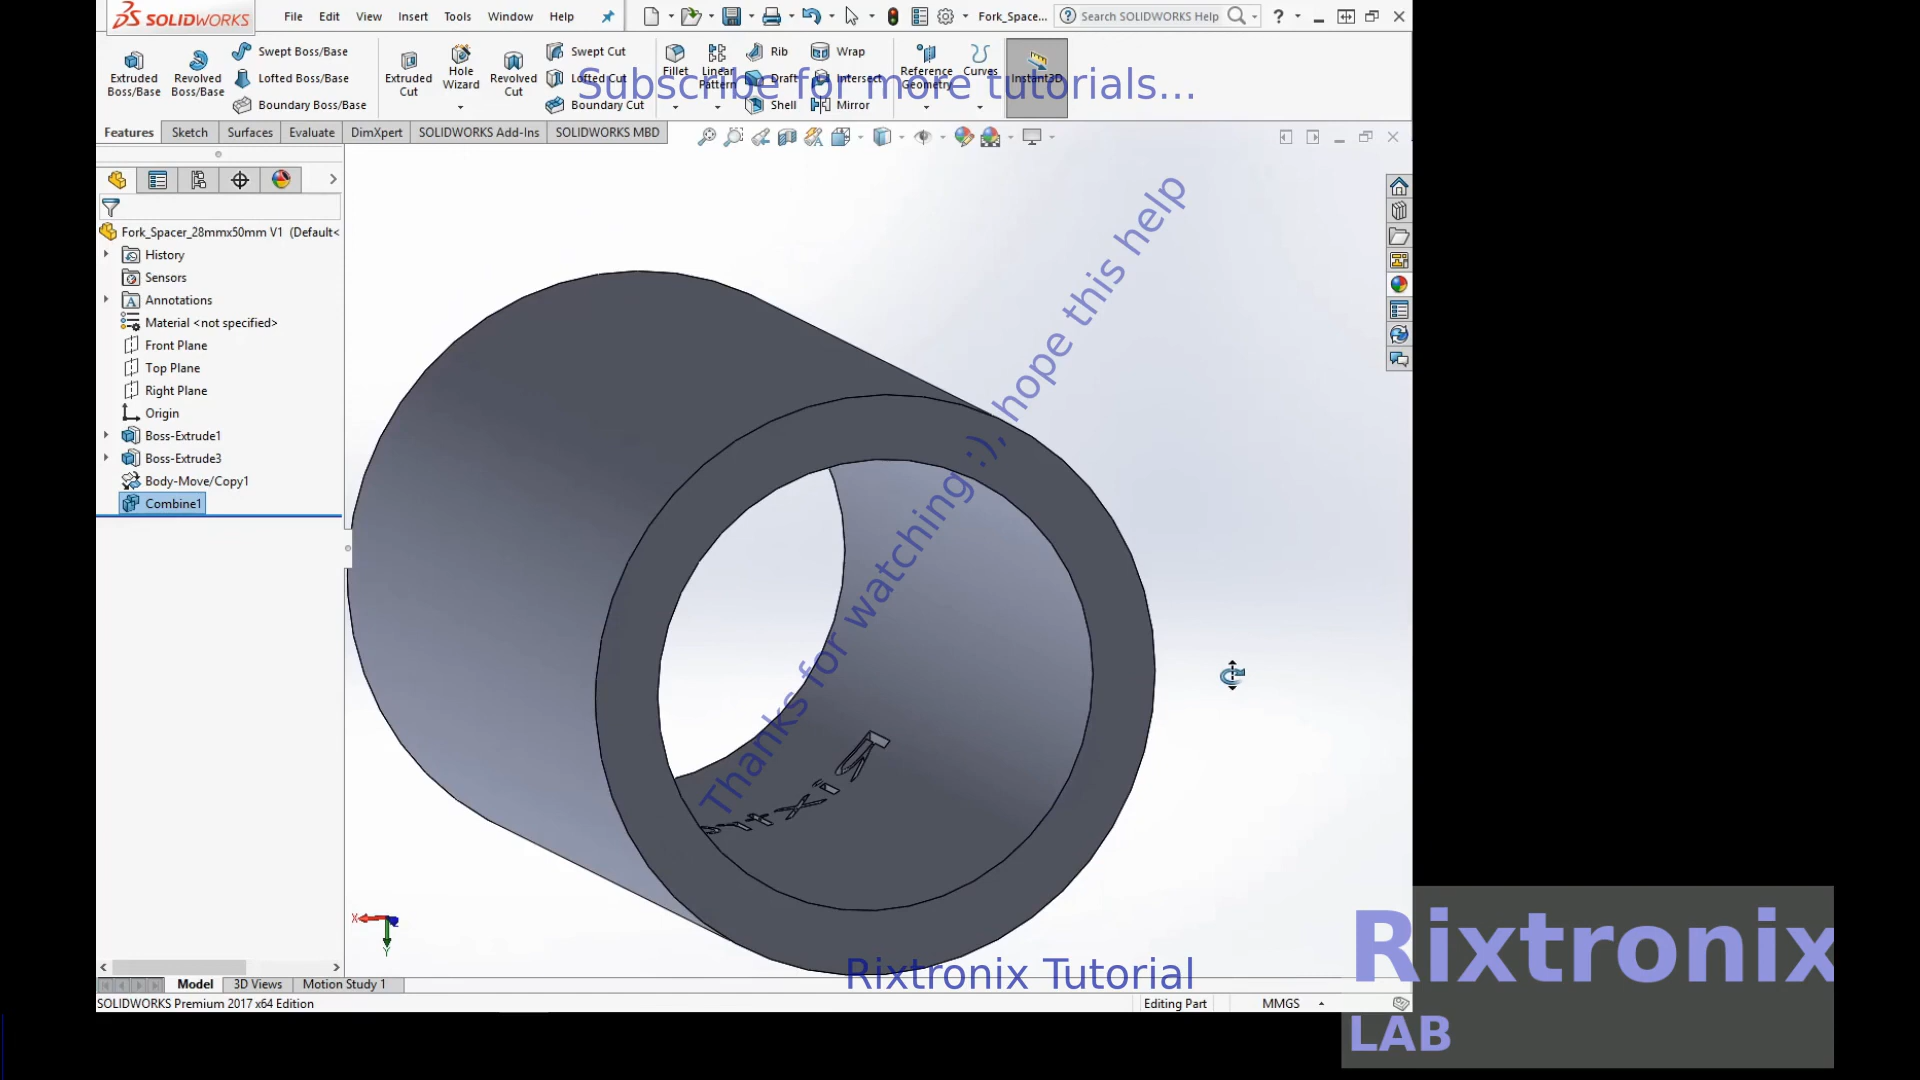 SOLIDWORKS File Edit View Insert Tools Window Help Fork_Space... Search SOLIDWORKS Help
Extruded Boss/Base
Revolved Boss/Base
Swept Boss/Base
Lofted Boss/Base
Boundary Boss/Base
Extruded Cut
Hole Wizard
Revolved Cut
Swept Cut
Lofted Cut
Boundary Cut
Fillet
Linear Pattern
Rib
Draft
Shell
Wrap
Intersect
Mirror
Reference Geometry
Curves
Instant3D
Subscribe for more tutorials...
Features Sketch Surfaces Evaluate DimXpert SOLIDWORKS Add-Ins SOLIDWORKS MBD
Fork_Spacer_28mmx50mm V1 (Default<
History
Sensors
Annotations
Material <not specified>
Front Plane
Top Plane
Right Plane
Origin
Boss-Extrude1
Boss-Extrude3
Body-Move/Copy1
Combine1
Thanks for watching :), hope this help
X
Y
Rixtronix Tutorial
Model 3D Views Motion Study 1
SOLIDWORKS Premium 2017 x64 Edition Editing Part MMGS
Rixtronix
LAB